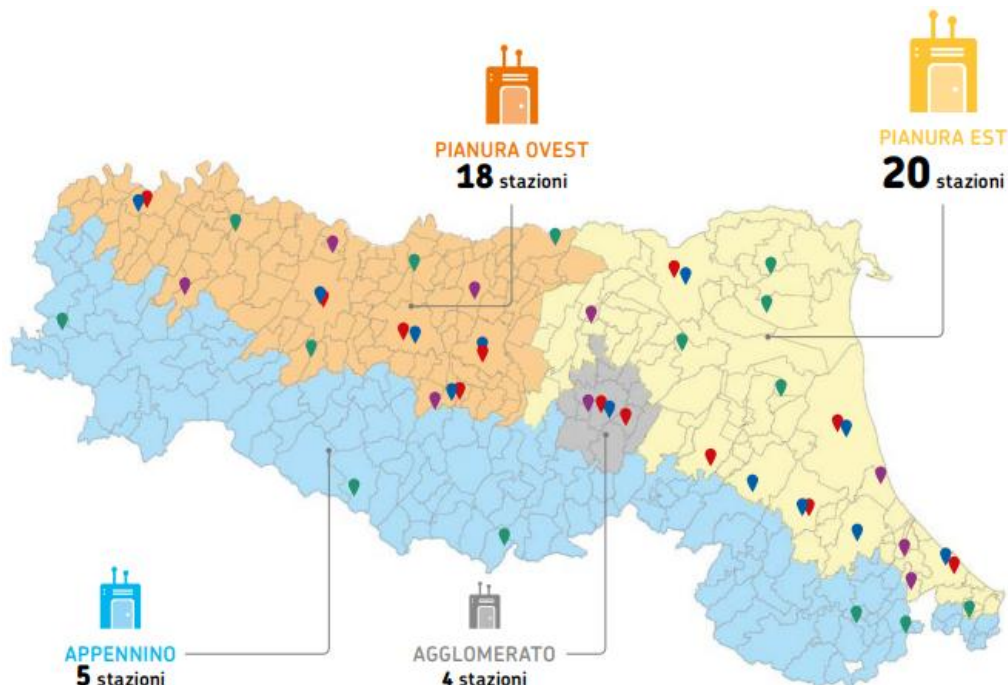 PIANURA OVEST
18 stazioni
PIANURA EST
20 stazioni
APPENNINO
5 stazioni
AGGLOMERATO
4 stazioni